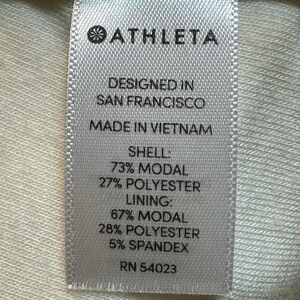 ATHLETA
DESIGNED IN
SAN FRANCISCO
MADE IN VIETNAM
SHELL:
73% MODAL
27% POLYESTER
LINING:
67% MODAL
28% POLYESTER
5% SPANDEX
RN 54023